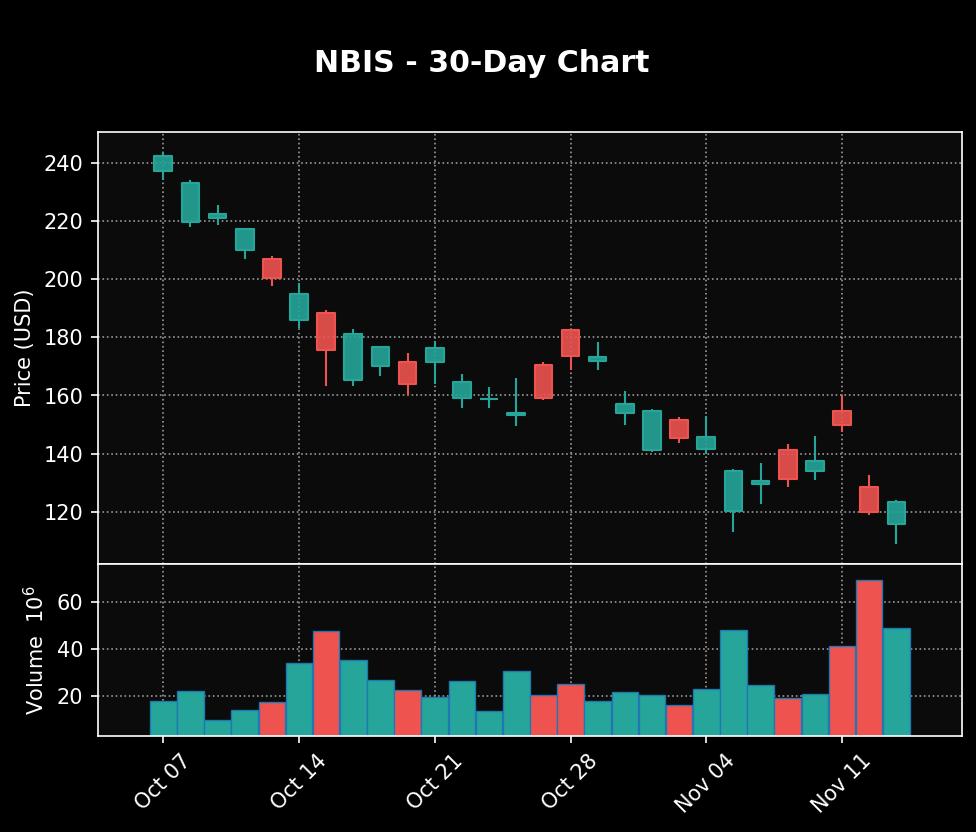 NBIS - 30-Day Chart
Price (USD)
240
220
200
180
160
140
120
Volume 10⁶
60
40
20
Oct 07
Oct 14
Oct 21
Oct 28
Nov 04
Nov 11